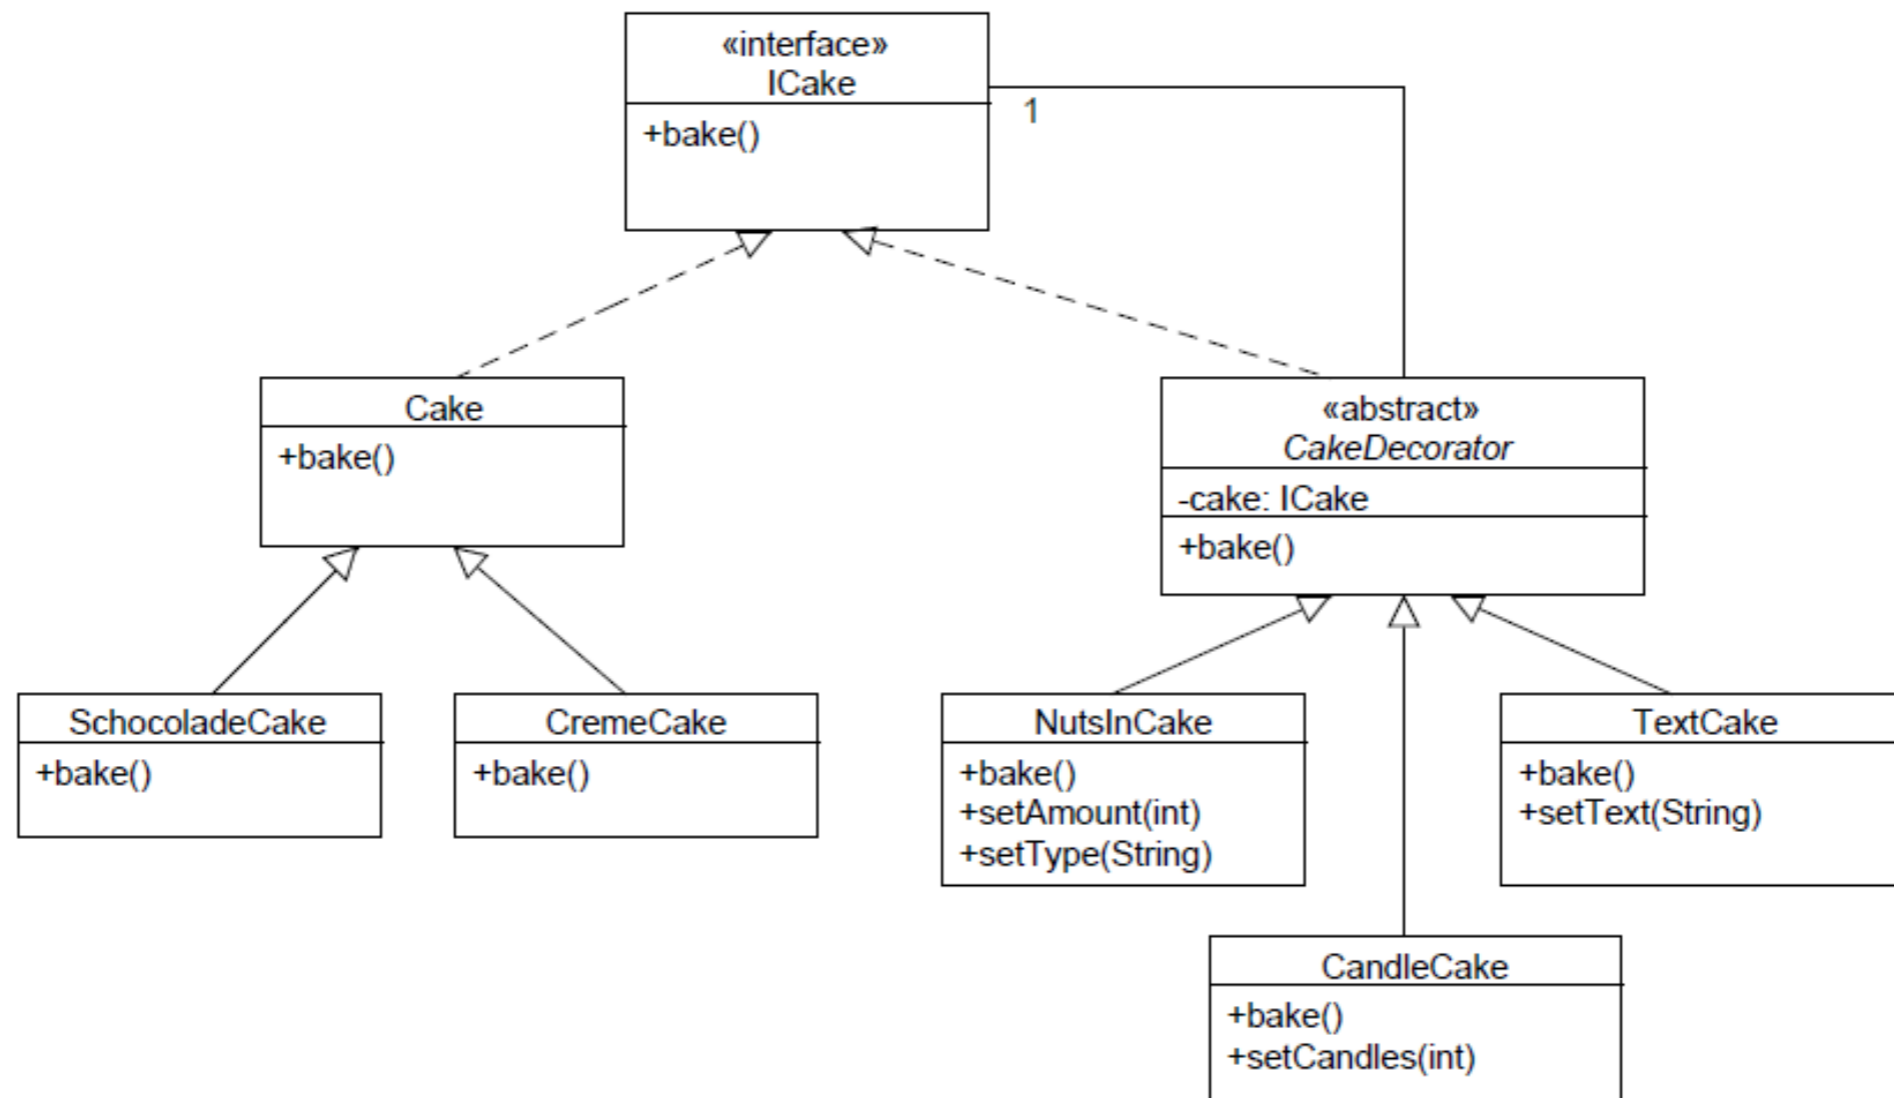 «interface»
ICake
+bake()
1
Cake
+bake()
«abstract»
CakeDecorator
-cake: ICake
+bake()
SchocoladeCake
+bake()
CremeCake
+bake()
NutsInCake
+bake()
+setAmount(int)
+setType(String)
TextCake
+bake()
+setText(String)
CandleCake
+bake()
+setCandles(int)